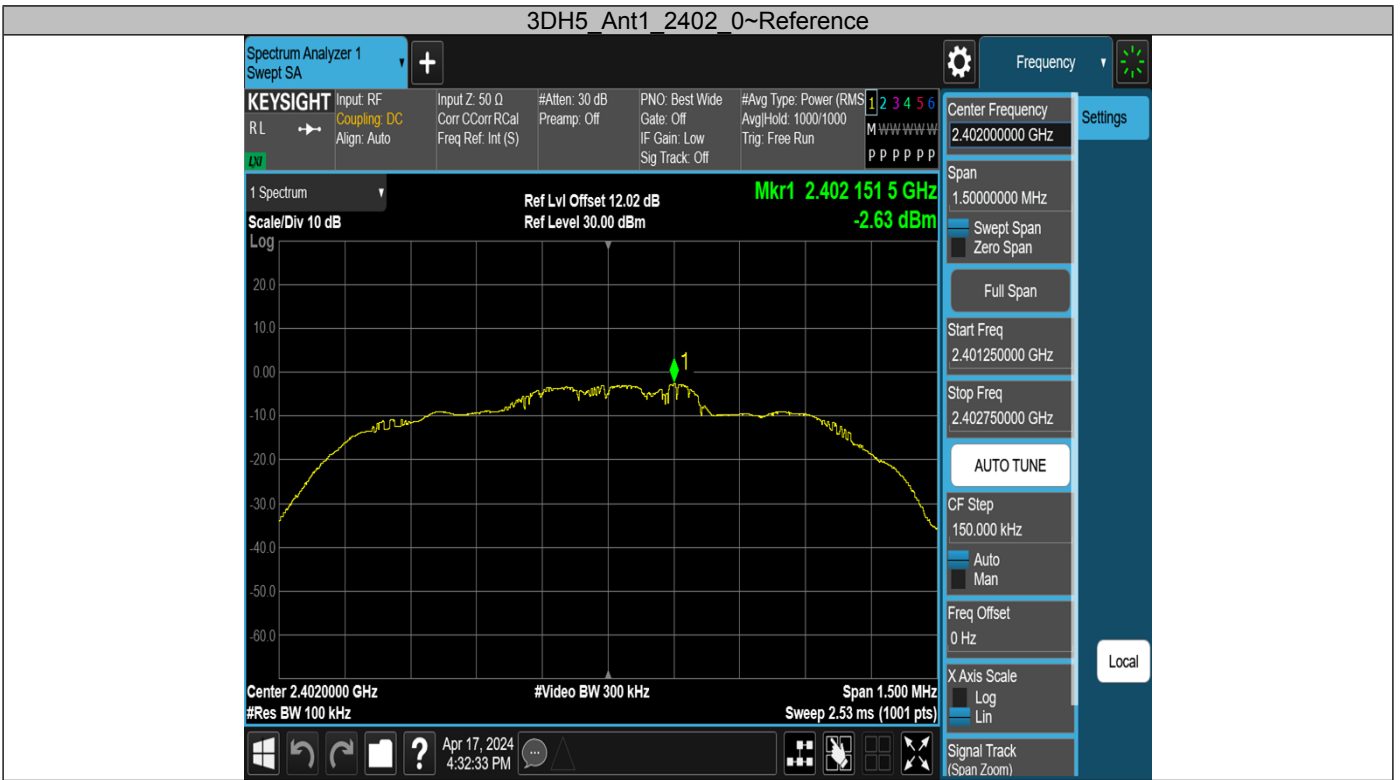 3DH5_Ant1_2402_0~Reference
Spectrum Analyzer 1
Swept SA
+
Frequency
KEYSIGHT
RL
LXI
Input: RF
Coupling: DC
Align: Auto
Input Z: 50 Ω
Corr CCorr RCal
Freq Ref: Int (S)
#Atten: 30 dB
Preamp: Off
PNO: Best Wide
Gate: Off
IF Gain: Low
Sig Track: Off
#Avg Type: Power (RMS
Avg|Hold: 1000/1000
Trig: Free Run
1 2 3 4 5 6
M W W W W W
P P P P P P
1 Spectrum
Scale/Div 10 dB
Ref Lvl Offset 12.02 dB
Ref Level 30.00 dBm
Mkr1 2.402 151 5 GHz
-2.63 dBm
Log
20.0
10.0
0.00
-10.0
-20.0
-30.0
-40.0
-50.0
-60.0
1
Center 2.4020000 GHz
#Res BW 100 kHz
#Video BW 300 kHz
Span 1.500 MHz
Sweep 2.53 ms (1001 pts)
Center Frequency
2.402000000 GHz
Settings
Span
1.50000000 MHz
Swept Span
Zero Span
Full Span
Start Freq
2.401250000 GHz
Stop Freq
2.402750000 GHz
AUTO TUNE
CF Step
150.000 kHz
Auto
Man
Freq Offset
0 Hz
X Axis Scale
Log
Lin
Local
Signal Track
(Span Zoom)
?
Apr 17, 2024
4:32:33 PM